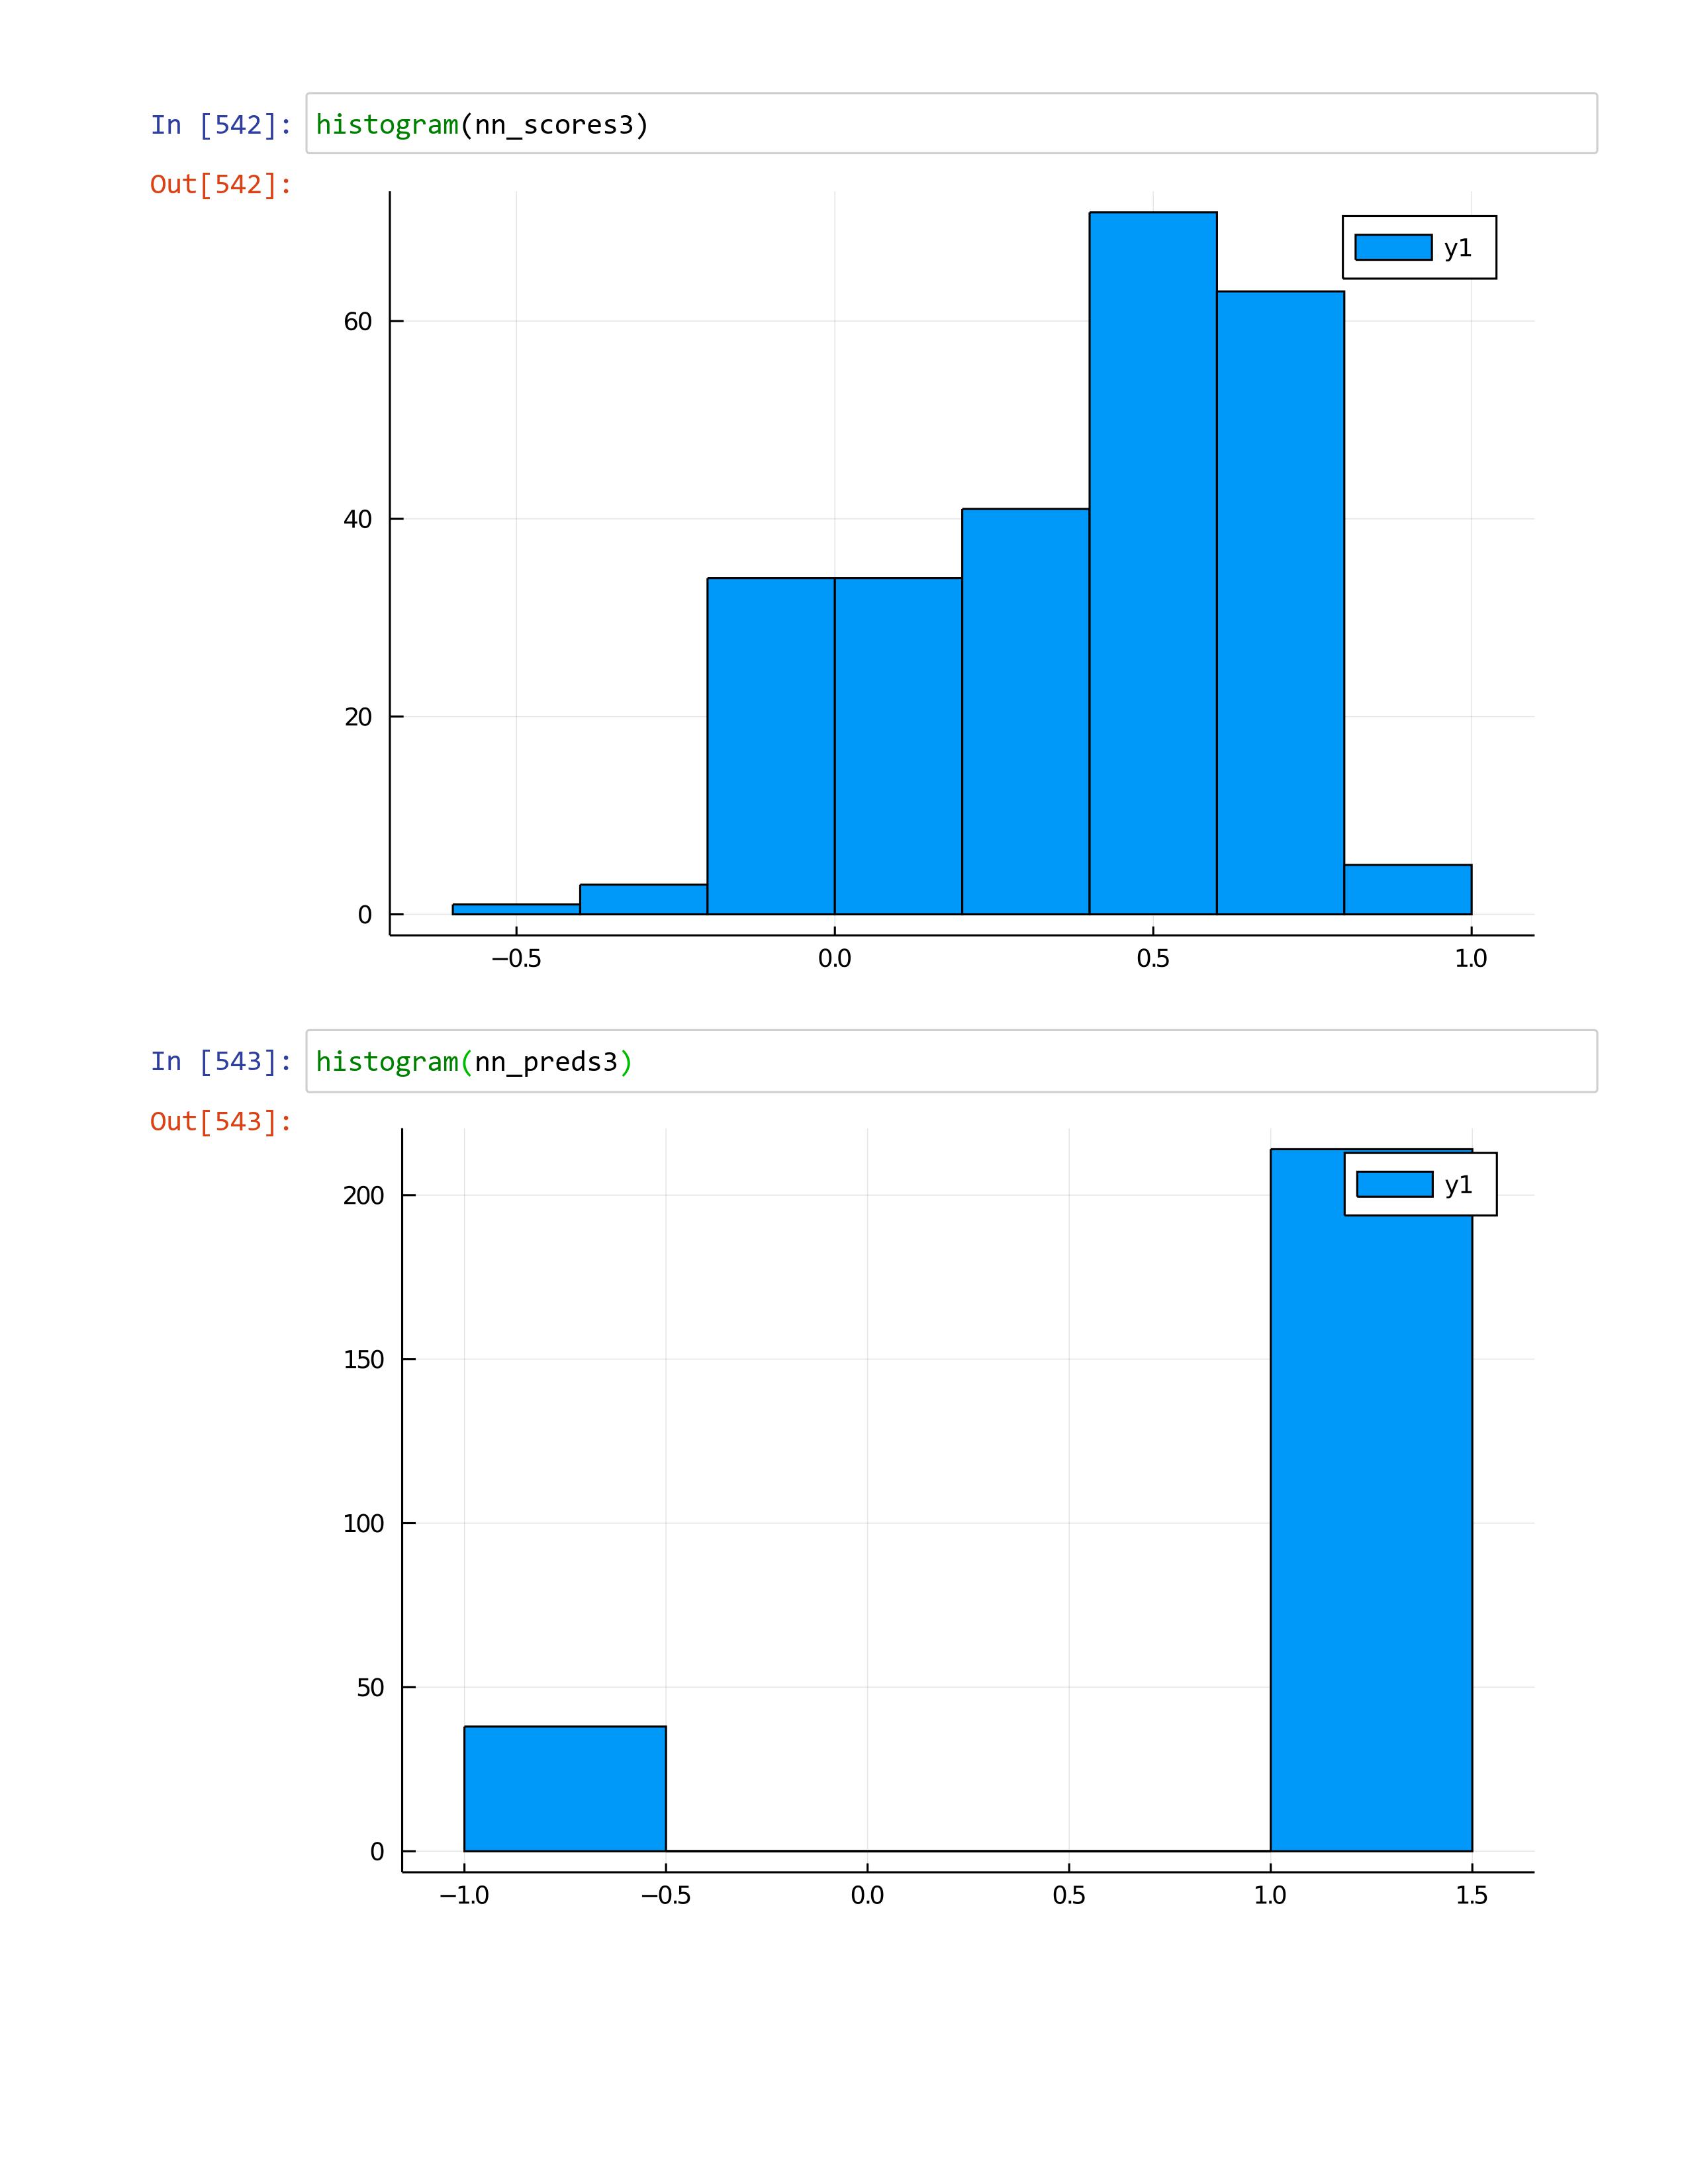 In [542]: histogram(nn_scores3)
Out[542]:
y1
60
40
20
0
−0.5 0.0 0.5 1.0
In [543]: histogram(nn_preds3)
Out[543]:
y1
200
150
100
50
0
−1.0 −0.5 0.0 0.5 1.0 1.5